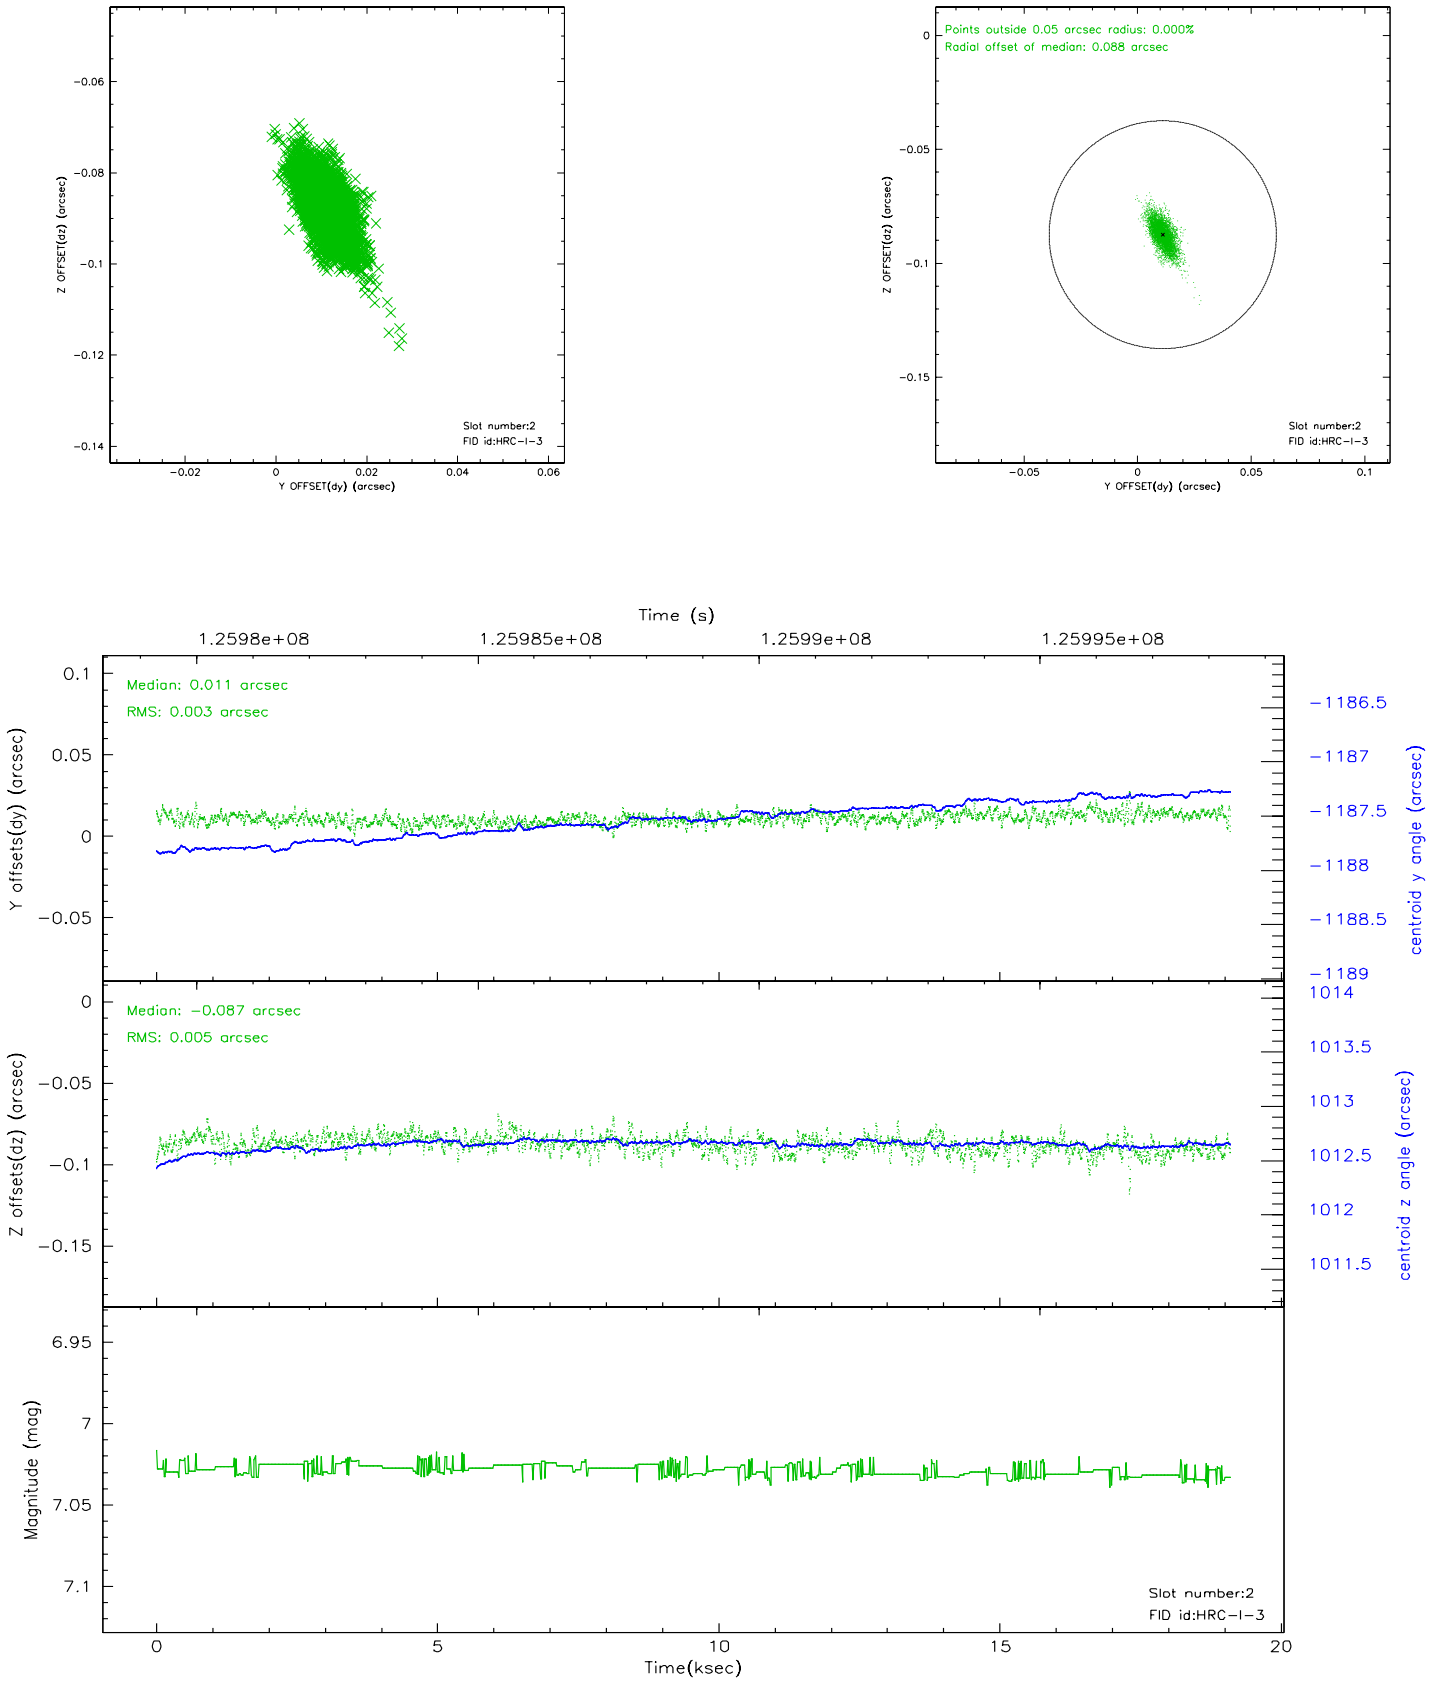 −0.06
−0.08
−0.1
−0.12
−0.14
Z OFFSET(dz) (arcsec)
Slot number:2
FID id:HRC−I−3
−0.02
0
0.02
0.04
0.06
Y OFFSET(dy) (arcsec)
Points outside 0.05 arcsec radius: 0.000%
Radial offset of median: 0.088 arcsec
0
−0.05
−0.1
−0.15
Z OFFSET(dz) (arcsec)
Slot number:2
FID id:HRC−I−3
−0.05
0
0.05
0.1
Y OFFSET(dy) (arcsec)
Time (s)
1.2598e+08
1.25985e+08
1.2599e+08
1.25995e+08
Median: 0.011 arcsec
RMS: 0.003 arcsec
0.1
0.05
0
−0.05
Y offsets(dy) (arcsec)
−1186.5
−1187
−1187.5
−1188
−1188.5
−1189
centroid y angle (arcsec)
Median: −0.087 arcsec
RMS: 0.005 arcsec
0
−0.05
−0.1
−0.15
Z offsets(dz) (arcsec)
1014
1013.5
1013
1012.5
1012
1011.5
centroid z angle (arcsec)
6.95
7
7.05
7.1
Magnitude (mag)
Slot number:2
FID id:HRC−I−3
0
5
10
15
20
Time(ksec)